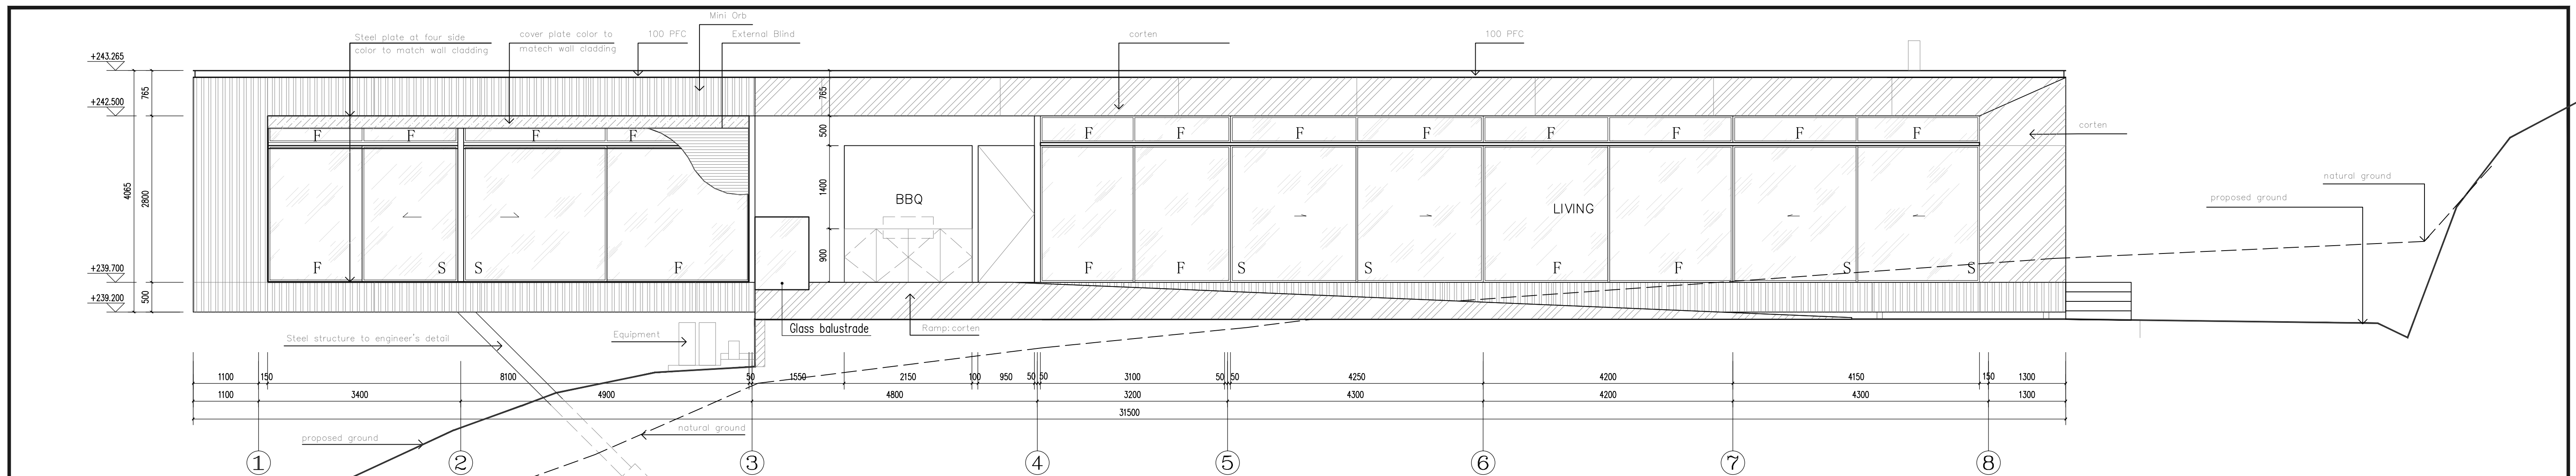 Mini Orb
Steel plate at four side
color to match wall cladding
cover plate color to
matech wall cladding
100 PFC
External Blind
corten
100 PFC
+243.265
765
+242.500
4065
2800
+239.700
500
+239.200
F
F
F
F
F
S
S
F
765
500
1400
900
BBQ
F
F
F
F
F
F
F
F
LIVING
F
F
S
S
F
F
S
S
corten
natural ground
proposed ground
Steel structure to engineer's detail
Equipment
Glass balustrade
Ramp: corten
1100
150
8100
50
1550
2150
100
950
50
50
3100
50
50
4250
4200
4150
150
1300
1100
3400
4900
4800
3200
4300
4200
4300
1300
31500
proposed ground
natural ground
1
2
3
4
5
6
7
8